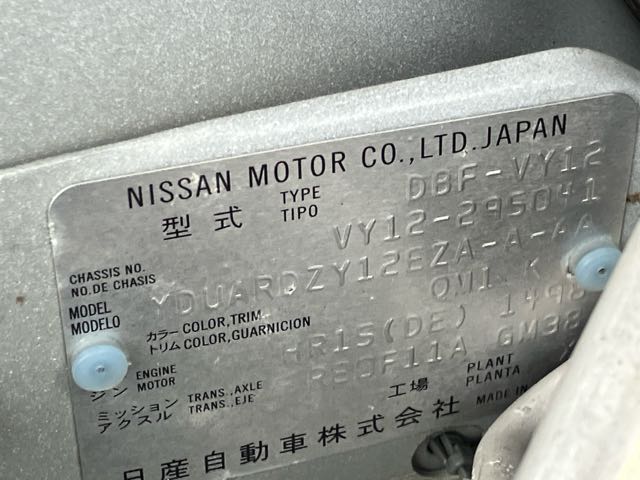 NISSAN MOTOR CO.,LTD.JAPAN
型式 TYPE TIPO DBF-VY12
CHASSIS NO. NO.DE CHASIS VY12-295041
MODEL MODELO YDUARDZY12EZA-A-AA
カラー COLOR,TRIM. トリム COLOR,GUARNICION QM1 K
ジン ENGINE MOTOR HR15(DE) 1498
ミッション アクスル TRANS.,AXLE TRANS.,EJE RE0F11A GM38
工場 PLANT PLANTA
日産自動車株式会社 MADE IN